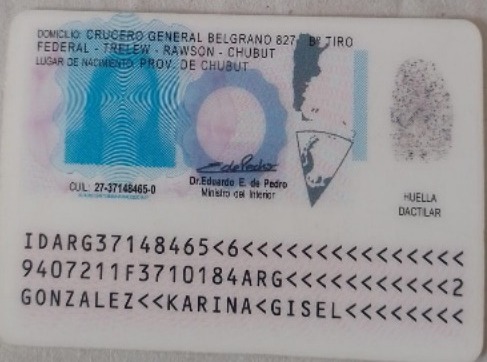 DOMICILIO: CRUCERO GENERAL BELGRANO 827 Bº TIRO
FEDERAL - TRELEW - RAWSON - CHUBUT
LUGAR DE NACIMIENTO: PROV. DE CHUBUT
CUIL: 27-37148465-0
Dr. Eduardo E. de Pedro
Ministro del Interior
HUELLA
DACTILAR
IDARG37148465<6<<<<<<<<<<<<<<<
9407211F3710184ARG<<<<<<<<<<<2
GONZALEZ<<KARINA<GISEL<<<<<<<<